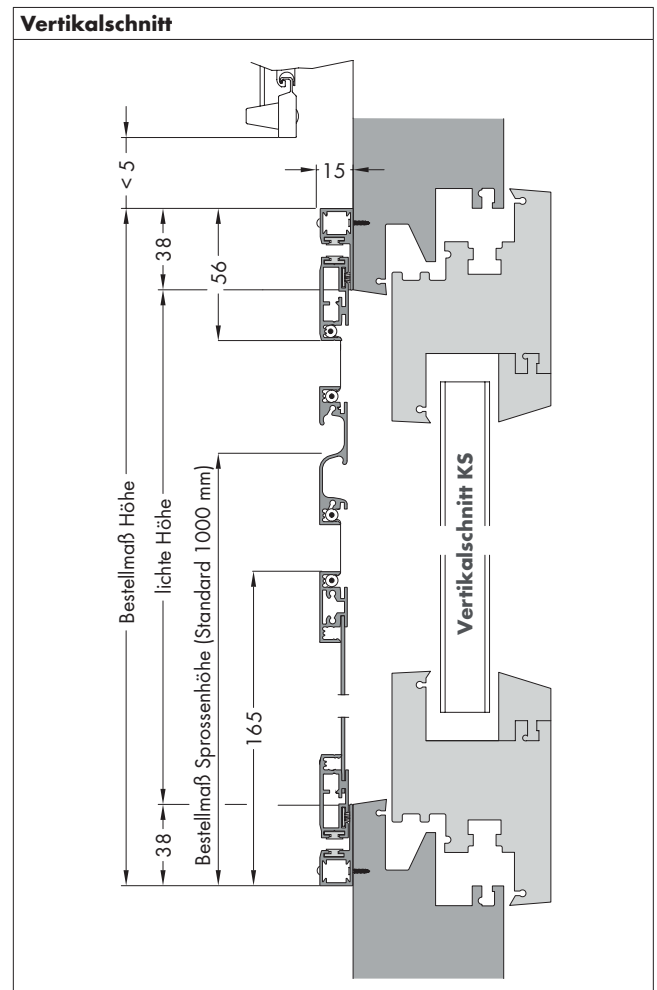 Vertikalschnitt
< 5
15
38
56
Bestellmaß Höhe
lichte Höhe
Bestellmaß Sprossenhöhe (Standard 1000 mm)
Vertikalschnitt KS
165
38